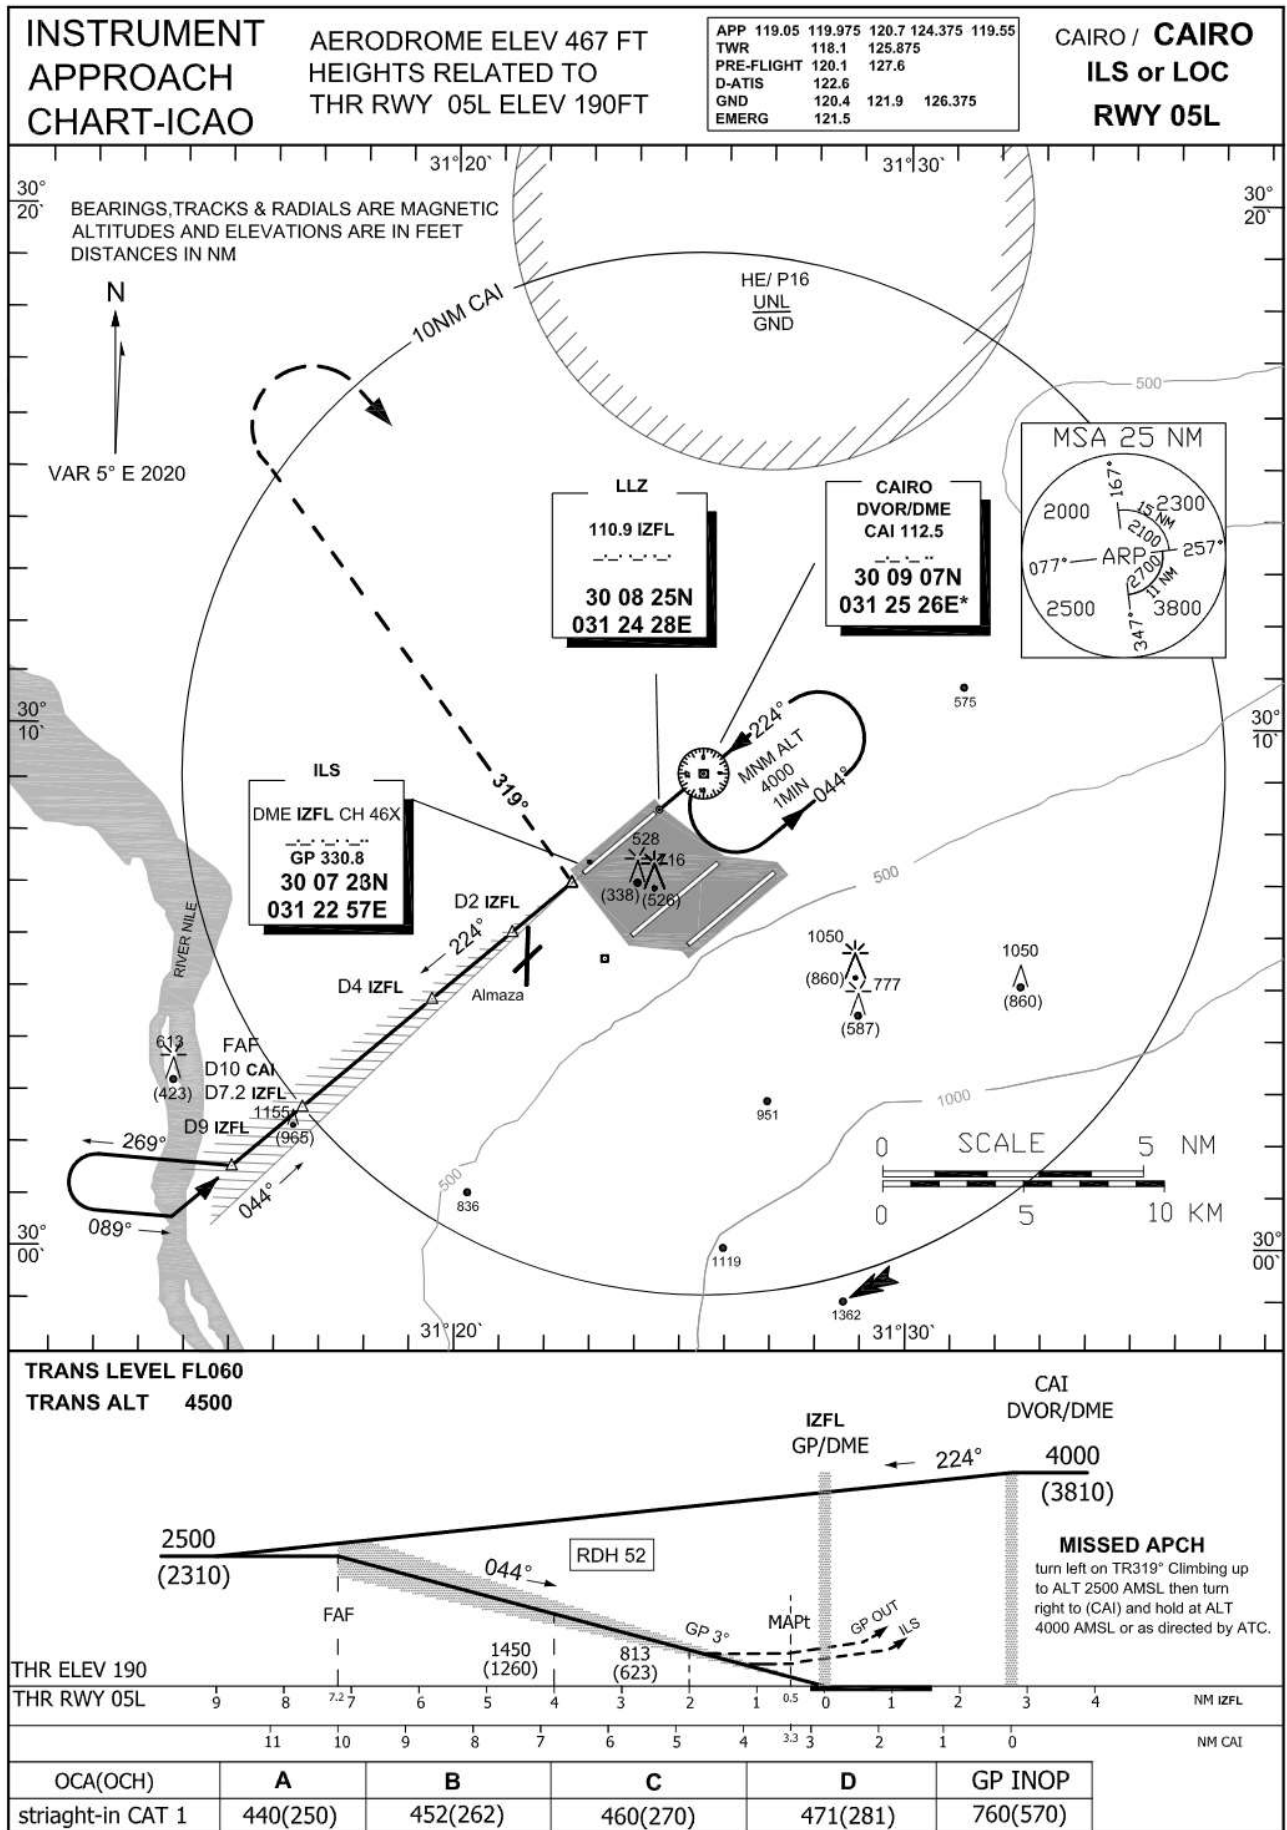 INSTRUMENT
APPROACH
CHART-ICAO
AERODROME ELEV 467 FT
HEIGHTS RELATED TO
THR RWY 05L ELEV 190FT
APP 119.05 119.975 120.7 124.375 119.55
TWR 118.1 125.875
PRE-FLIGHT 120.1 127.6
D-ATIS 122.6
GND 120.4 121.9 126.375
EMERG 121.5
CAIRO / CAIRO
ILS or LOC
RWY 05L
31°20` 31°30`
30°
20`
30°
20`
BEARINGS,TRACKS & RADIALS ARE MAGNETIC
ALTITUDES AND ELEVATIONS ARE IN FEET
DISTANCES IN NM
N
VAR 5° E 2020
10NM CAI
HE/ P16
UNL
GND
500
MSA 25 NM
167°
2000
2300
15 NM
2100
077°
ARP
257°
2700
11 NM
2500
3800
347°
LLZ
110.9 IZFL
_._. _._. _._.
30 08 25N
031 24 28E
CAIRO
DVOR/DME
CAI 112.5
_._. ._ ..
30 09 07N
031 25 26E*
575
30°
10`
30°
10`
224°
MNM ALT
4000
1MIN
044°
319°
ILS
DME IZFL CH 46X
GP 330.8
30 07 23N
031 22 57E
528
716
(338)
(526)
500
D2 IZFL
224°
D4 IZFL
Almaza
RIVER NILE
1050
(860)
777
(587)
1050
(860)
613
(423)
FAF
D10 CAI
D7.2 IZFL
1155
(965)
D9 IZFL
269°
089°
044°
951
1000
500
836
1119
1362
0 SCALE 5 NM
0 5 10 KM
30°
00`
30°
00`
31°20` 31°30`
TRANS LEVEL FL060
TRANS ALT 4500
CAI
DVOR/DME
IZFL
GP/DME
224°
4000
(3810)
2500
(2310)
RDH 52
044°
MISSED APCH
turn left on TR319° Climbing up
to ALT 2500 AMSL then turn
right to (CAI) and hold at ALT
4000 AMSL or as directed by ATC.
FAF
MAPt
GP 3°
GP OUT
ILS
1450
(1260)
813
(623)
THR ELEV 190
THR RWY 05L
9 8 7.2 7 6 5 4 3 2 1 0.5 0 1 2 3 4 NM IZFL
11 10 9 8 7 6 5 4 3.3 3 2 1 0 NM CAI
OCA(OCH) A B C D GP INOP
striaght-in CAT 1 440(250) 452(262) 460(270) 471(281) 760(570)